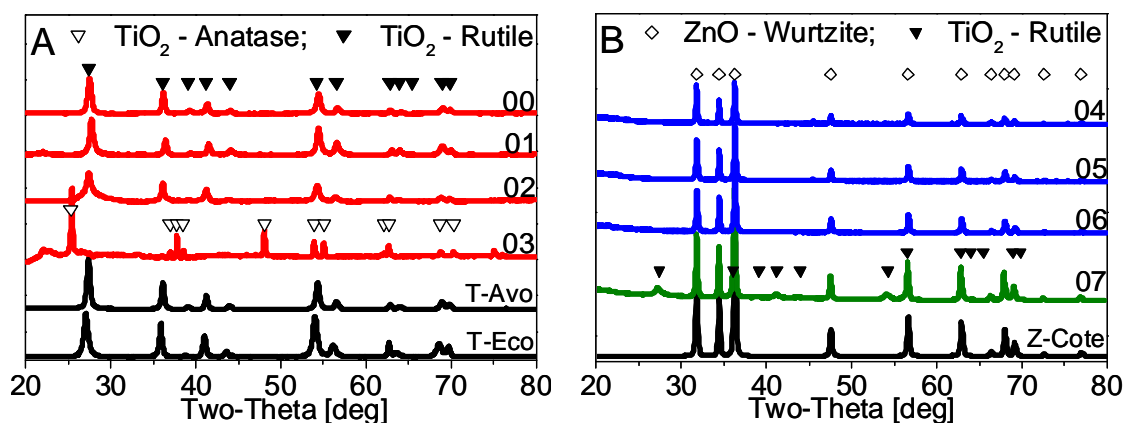 A ▽ TiO₂ - Anatase; ▼ TiO₂ - Rutile
00
01
02
03
T-Avo
T-Eco
20 30 40 50 60 70 80
Two-Theta [deg]
B ◇ ZnO - Wurtzite; ▼ TiO₂ - Rutile
04
05
06
07
Z-Cote
20 30 40 50 60 70 80
Two-Theta [deg]